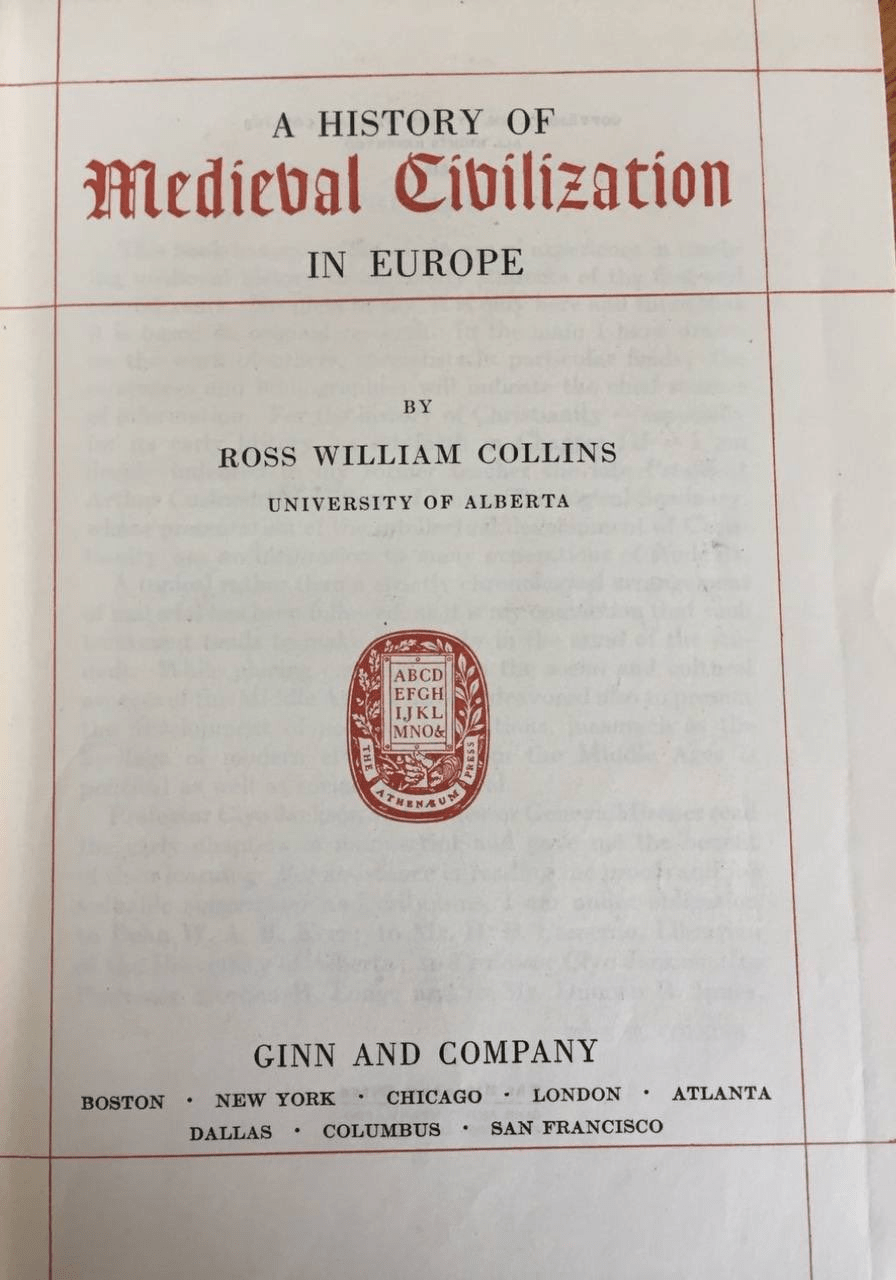 A HISTORY OF
Medieval Civilization
IN EUROPE
BY
ROSS WILLIAM COLLINS
UNIVERSITY OF ALBERTA
ABCD
EFGH
IJKL
MNO&
THE ATHENÆUM PRESS
GINN AND COMPANY
BOSTON · NEW YORK · CHICAGO · LONDON · ATLANTA
DALLAS · COLUMBUS · SAN FRANCISCO